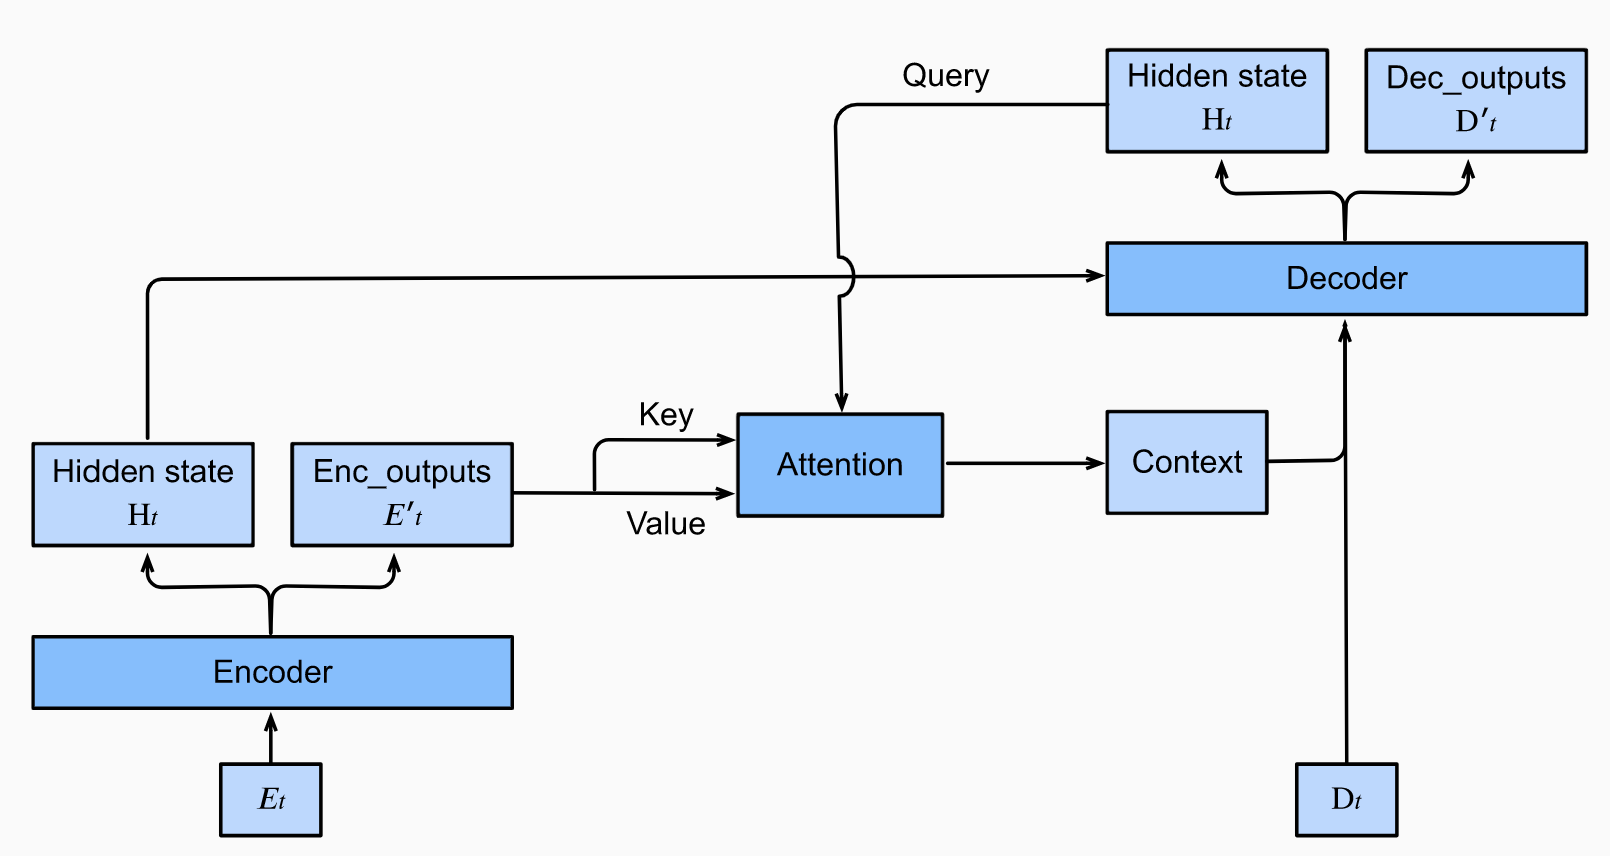 Query
Hidden state
Ht
Dec_outputs
D′t
Decoder
Key
Value
Attention
Context
Hidden state
Ht
Enc_outputs
E′t
Encoder
Et
Dt